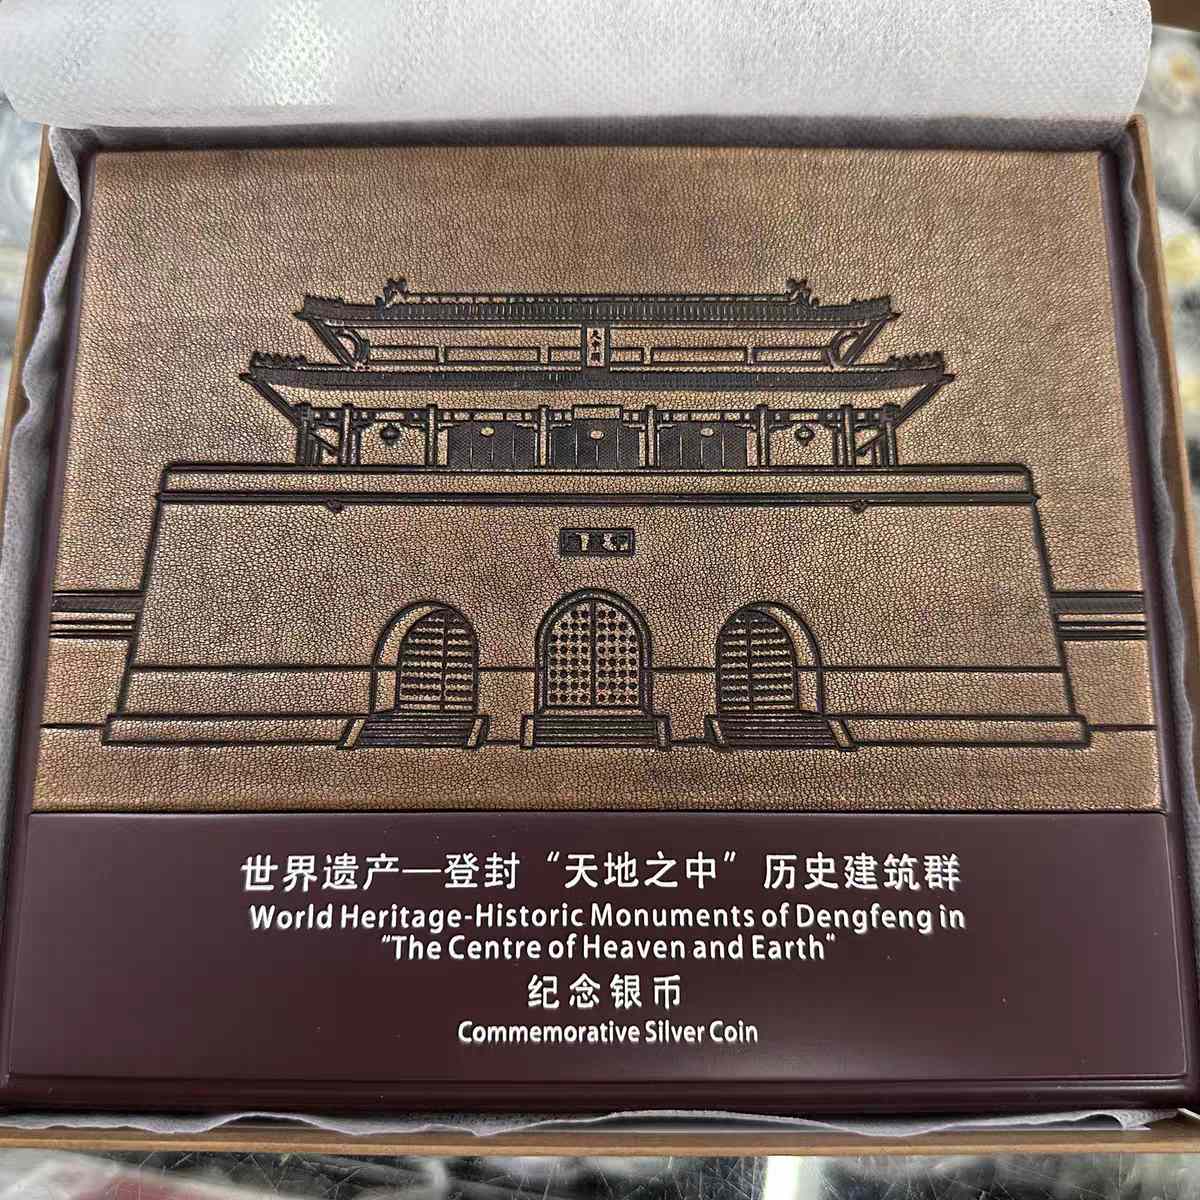 世界遗产—登封“天地之中”历史建筑群
World Heritage-Historic Monuments of Dengfeng in
"The Centre of Heaven and Earth"
纪念银币
Commemorative Silver Coin